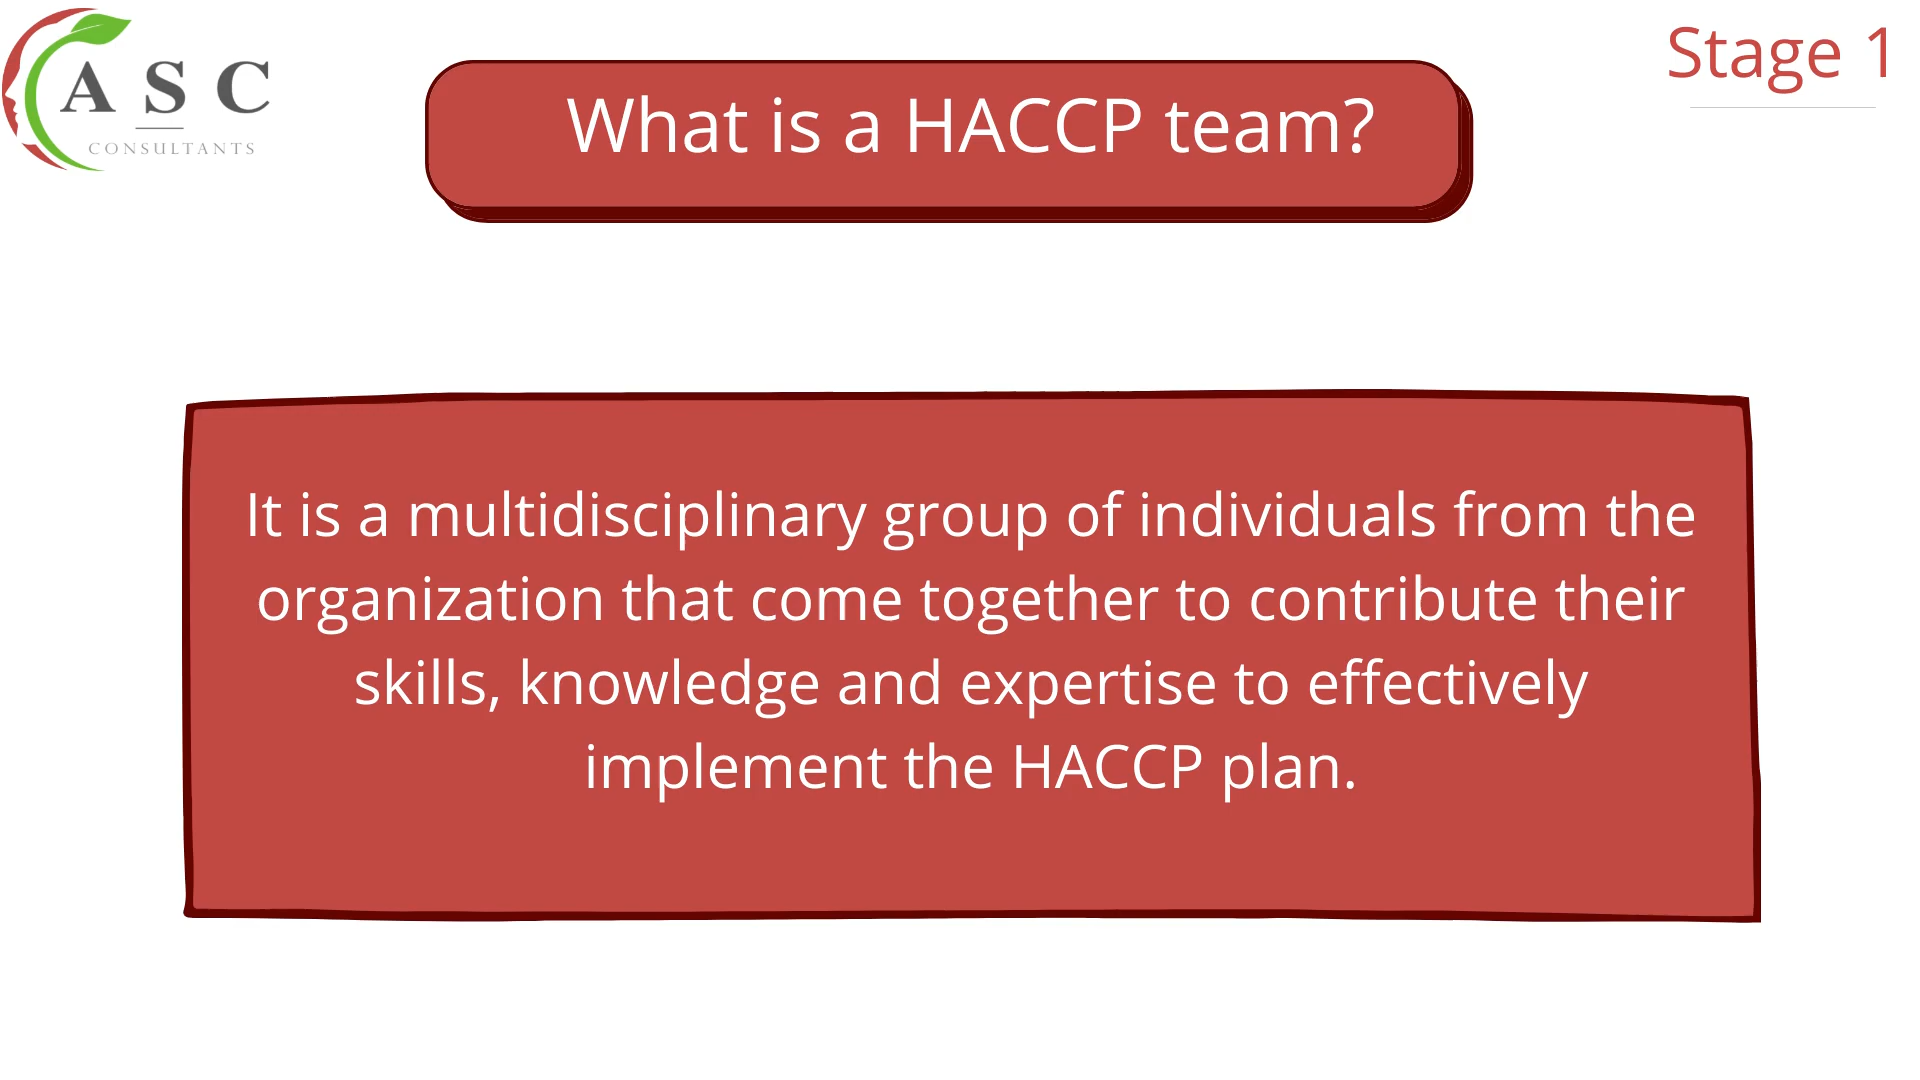 A S C
CONSULTANTS
Stage 1
What is a HACCP team?
It is a multidisciplinary group of individuals from the
organization that come together to contribute their
skills, knowledge and expertise to effectively
implement the HACCP plan.